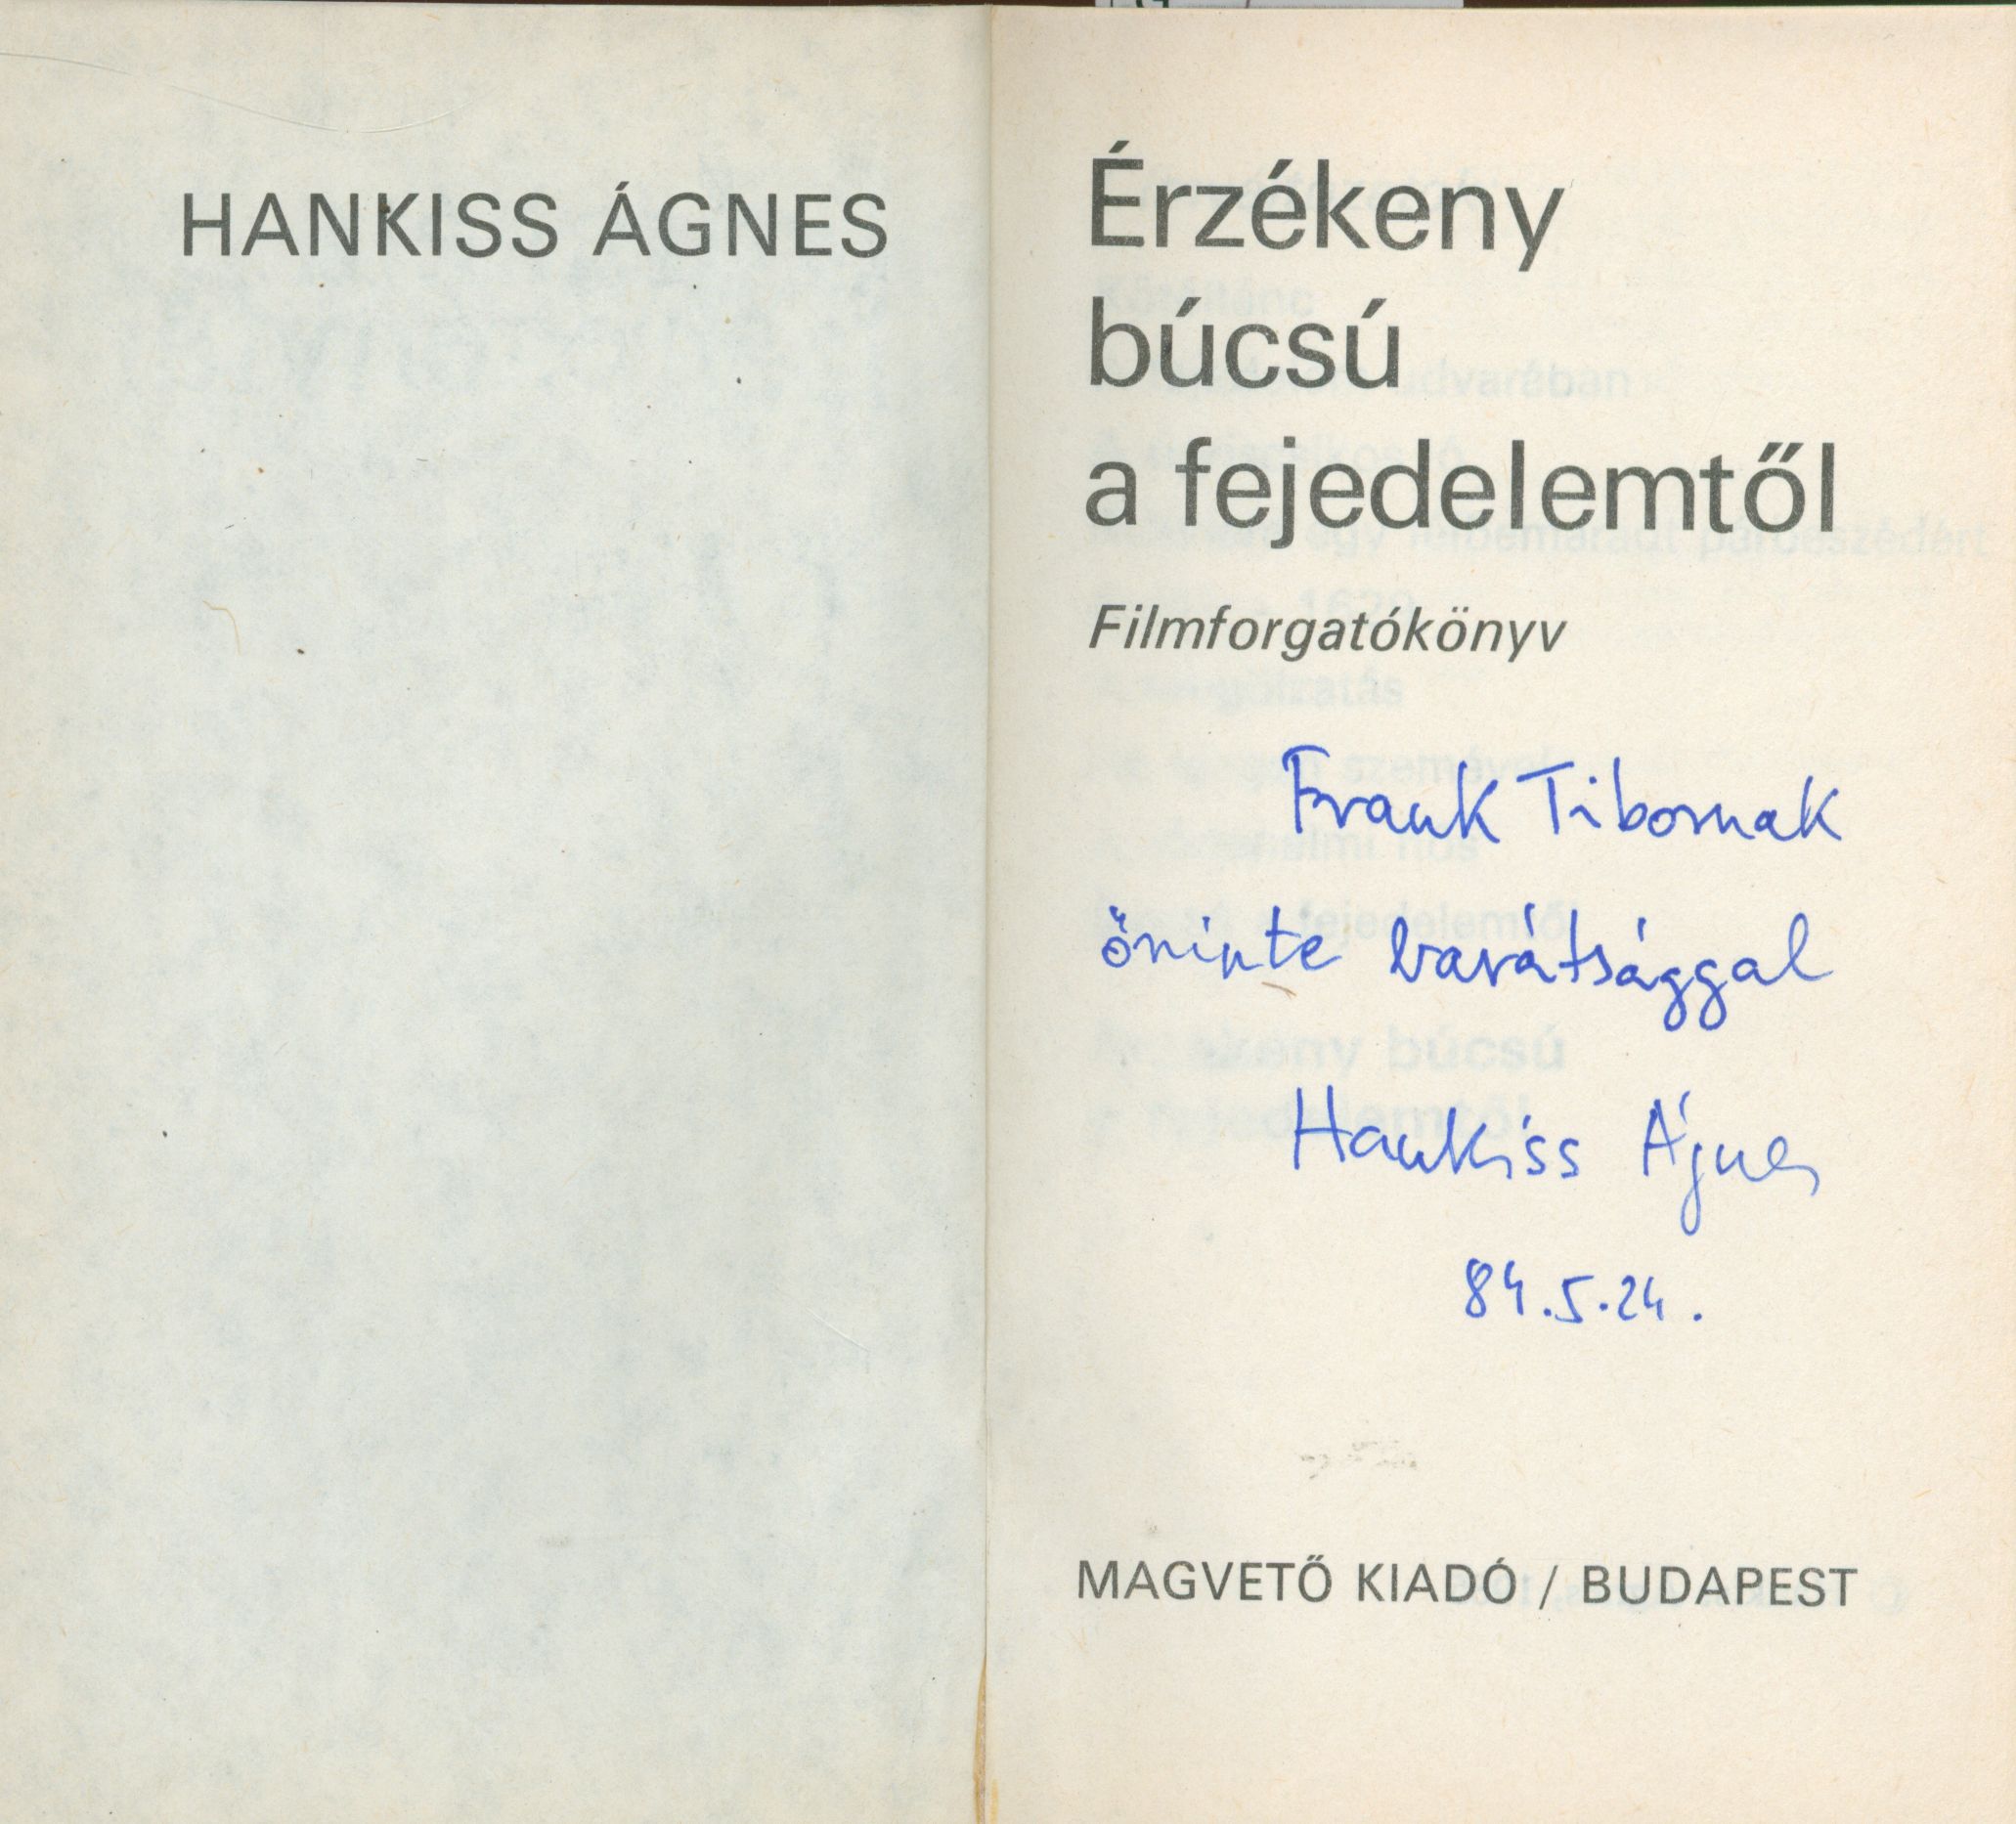 HANKISS ÁGNES
Érzékeny
búcsú
a fejedelemtől
Filmforgatókönyv
Frank Tibornak
őszinte barátsággal
Hankiss Ágnes
84.5.24.
MAGVETŐ KIADÓ / BUDAPEST